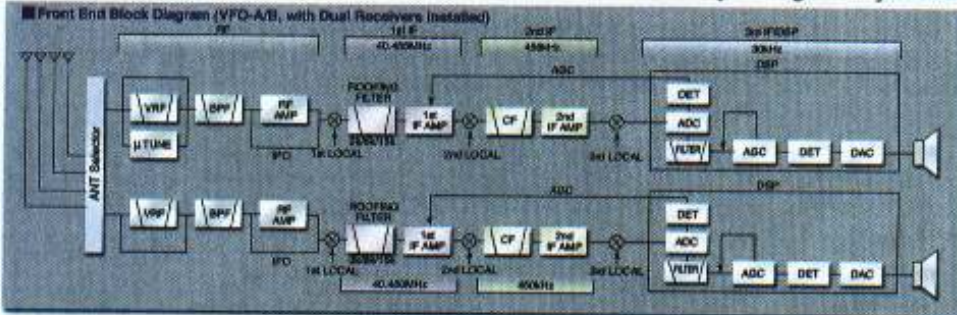 ■ Front End Block Diagram (VFO-A/B, with Dual Receivers Installed)
RF
1st IF
40.455MHz
2nd IF
455kHz
3rd IF/DSP
30kHz
ANT Selector
VRF
BPF
RF AMP
μTUNE
IPO
1st LOCAL
ROOFING FILTER
1st IF AMP
2nd LOCAL
CF
2nd IF AMP
3rd LOCAL
AGC
DSP
DET
ADC
FILTER
AGC
DET
DAC
VRF
BPF
RF AMP
IPO
1st LOCAL
ROOFING FILTER
1st IF AMP
2nd LOCAL
CF
2nd IF AMP
3rd LOCAL
AGC
DSP
DET
ADC
FILTER
AGC
DET
DAC
40.455MHz
455kHz